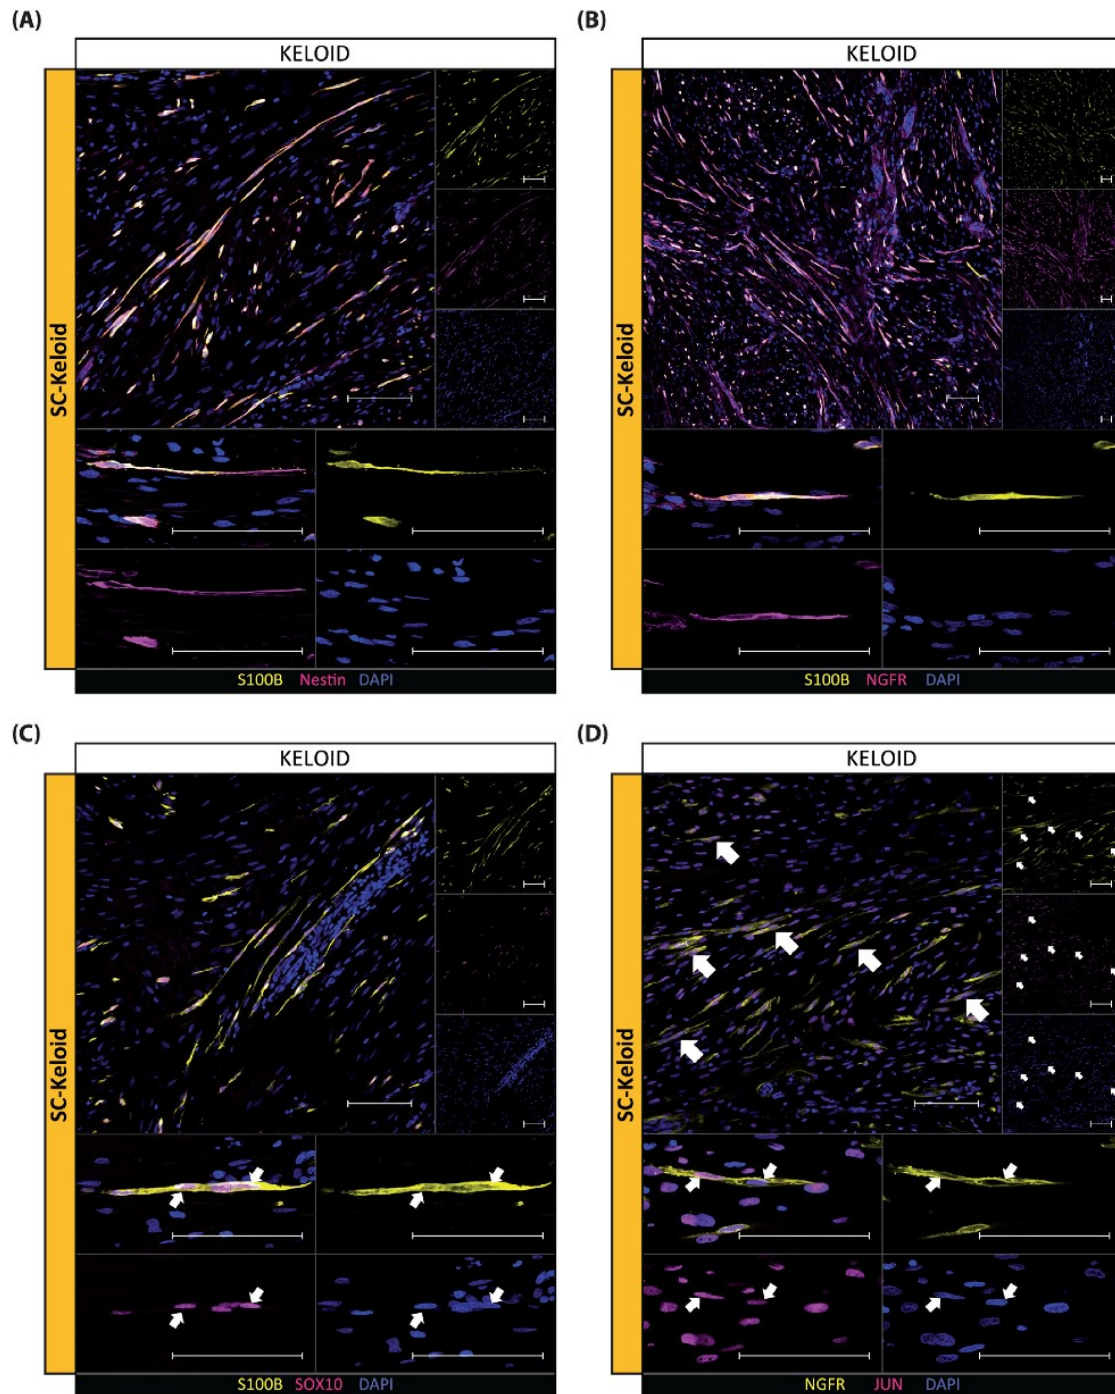 (A)
KELOID
SC-Keloid
S100B Nestin DAPI
(B)
KELOID
SC-Keloid
S100B NGFR DAPI
(C)
KELOID
SC-Keloid
S100B SOX10 DAPI
(D)
KELOID
SC-Keloid
NGFR JUN DAPI